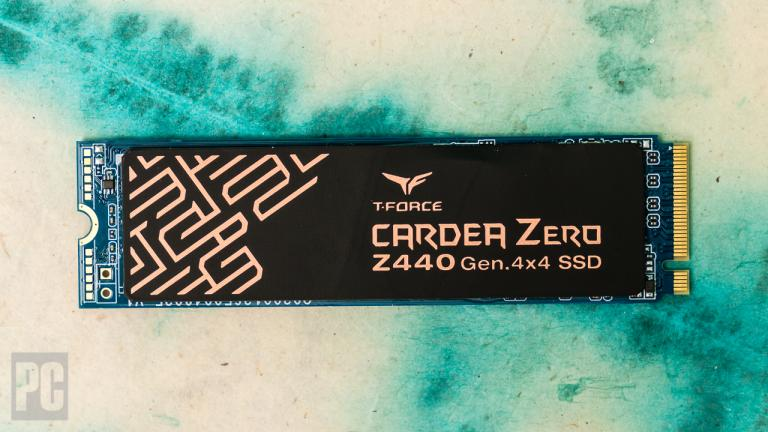 T-FORCE
CARDEA ZERO
Z440 Gen.4x4 SSD
PC